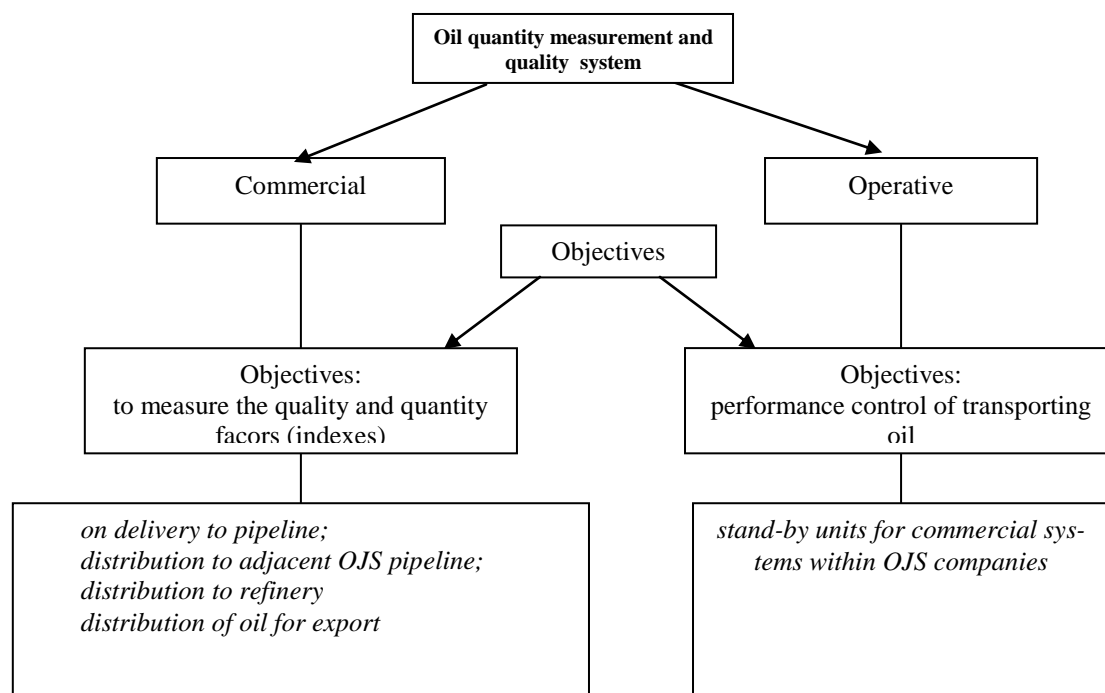 Oil quantity measurement and
quality system
Commercial
Operative
Objectives
Objectives:
to measure the quality and quantity
facors (indexes)
Objectives:
performance control of transporting
oil
on delivery to pipeline;
distribution to adjacent OJS pipeline;
distribution to refinery
distribution of oil for export
stand-by units for commercial sys-
tems within OJS companies